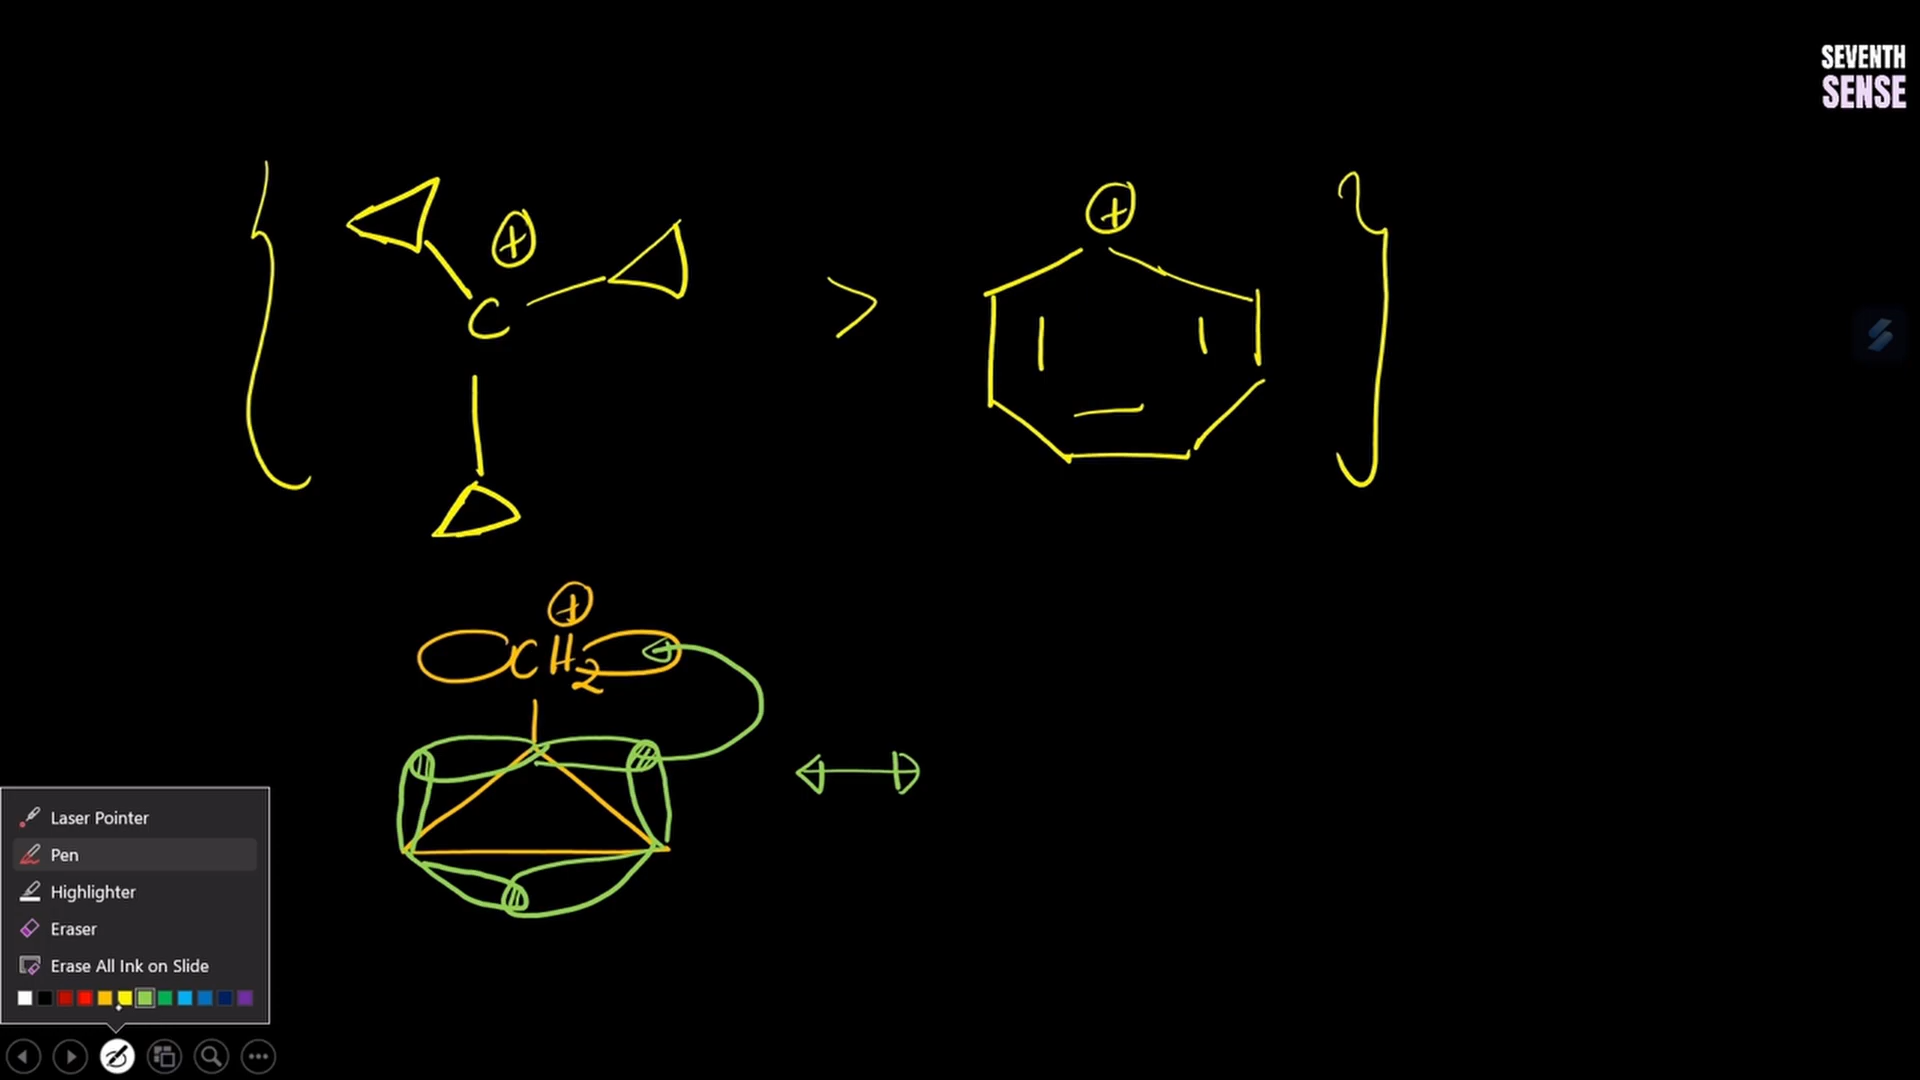 SEVENTH
SENSE
⊕
⊕
C
>
⊕
CH2
Laser Pointer
Pen
Highlighter
Eraser
Erase All Ink on Slide